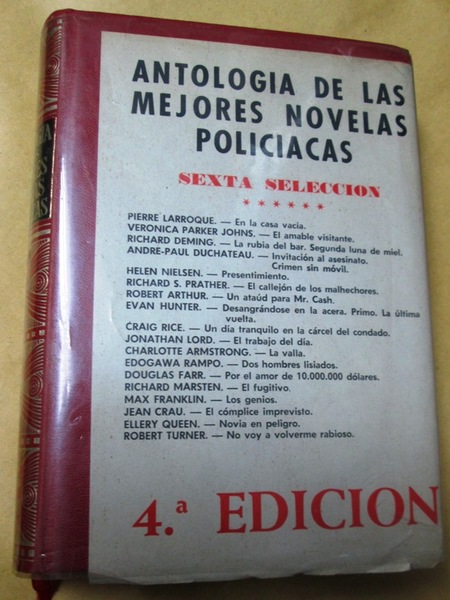 ANTOLOGIA DE LAS
MEJORES NOVELAS
POLICIACAS
SEXTA SELECCION
★ ★ ★ ★ ★ ★
PIERRE LARROQUE. — En la casa vacía.
VERONICA PARKER JOHNS. — El amable visitante.
RICHARD DEMING. — La rubia del bar. Segunda luna de miel.
ANDRE-PAUL DUCHATEAU. — Invitación al asesinato.
Crimen sin móvil.
HELEN NIELSEN. — Presentimiento.
RICHARD S. PRATHER. — El callejón de los malhechores.
ROBERT ARTHUR. — Un ataúd para Mr. Cash.
EVAN HUNTER. — Desangrándose en la acera. Primo. La última
vuelta.
CRAIG RICE. — Un día tranquilo en la cárcel del condado.
JONATHAN LORD. — El trabajo del día.
CHARLOTTE ARMSTRONG. — La valla.
EDOGAWA RAMPO. — Dos hombres lisiados.
DOUGLAS FARR. — Por el amor de 10.000.000 dólares.
RICHARD MARSTEN. — El fugitivo.
MAX FRANKLIN. — Los genios.
JEAN CRAU. — El cómplice imprevisto.
ELLERY QUEEN. — Novia en peligro.
ROBERT TURNER. — No voy a volverme rabioso.
4.ª EDICION